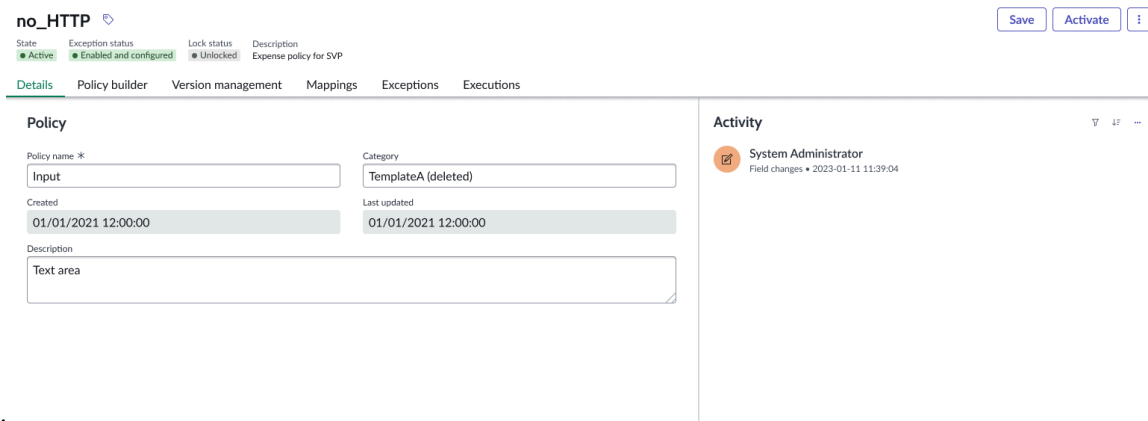 no_HTTP
Save
Activate
State
Exception status
Lock status
Description
Active
Enabled and configured
Unlocked
Expense policy for SVP
Details
Policy builder
Version management
Mappings
Exceptions
Executions
Policy
Policy name *
Category
Input
TemplateA (deleted)
Created
Last updated
01/01/2021 12:00:00
01/01/2021 12:00:00
Description
Text area
Activity
System Administrator
Field changes • 2023-01-11 11:39:04